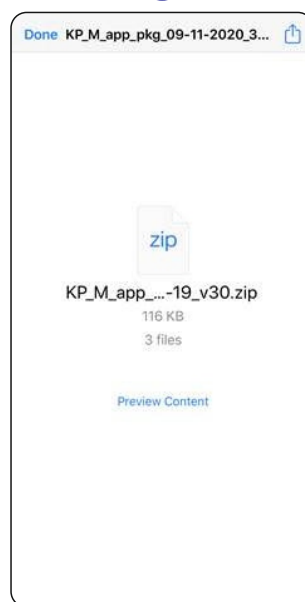 Done KP_M_app_pkg_09-11-2020_3...
zip
KP_M_app_...-19_v30.zip
116 KB
3 files
Preview Content